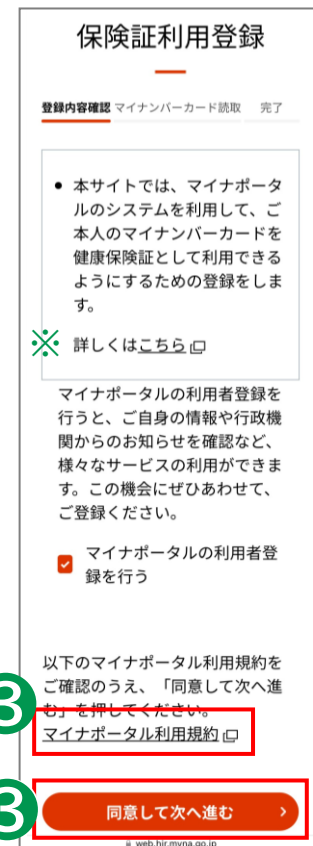 保険証利用登録
登録内容確認 マイナンバーカード読取 完了
● 本サイトでは、マイナポータ
ルのシステムを利用して、ご
本人のマイナンバーカードを
健康保険証として利用できる
ようにするための登録をしま
す。
※ 詳しくはこちら
マイナポータルの利用者登録を
行うと、ご自身の情報や行政機
関からのお知らせを確認など、
様々なサービスの利用ができま
す。この機会にぜひあわせて、
ご登録ください。
マイナポータルの利用者登
録を行う
以下のマイナポータル利用規約を
ご確認のうえ、「同意して次へ進
む」を押してください。
3
マイナポータル利用規約
3
同意して次へ進む
web.hir.myna.go.jp